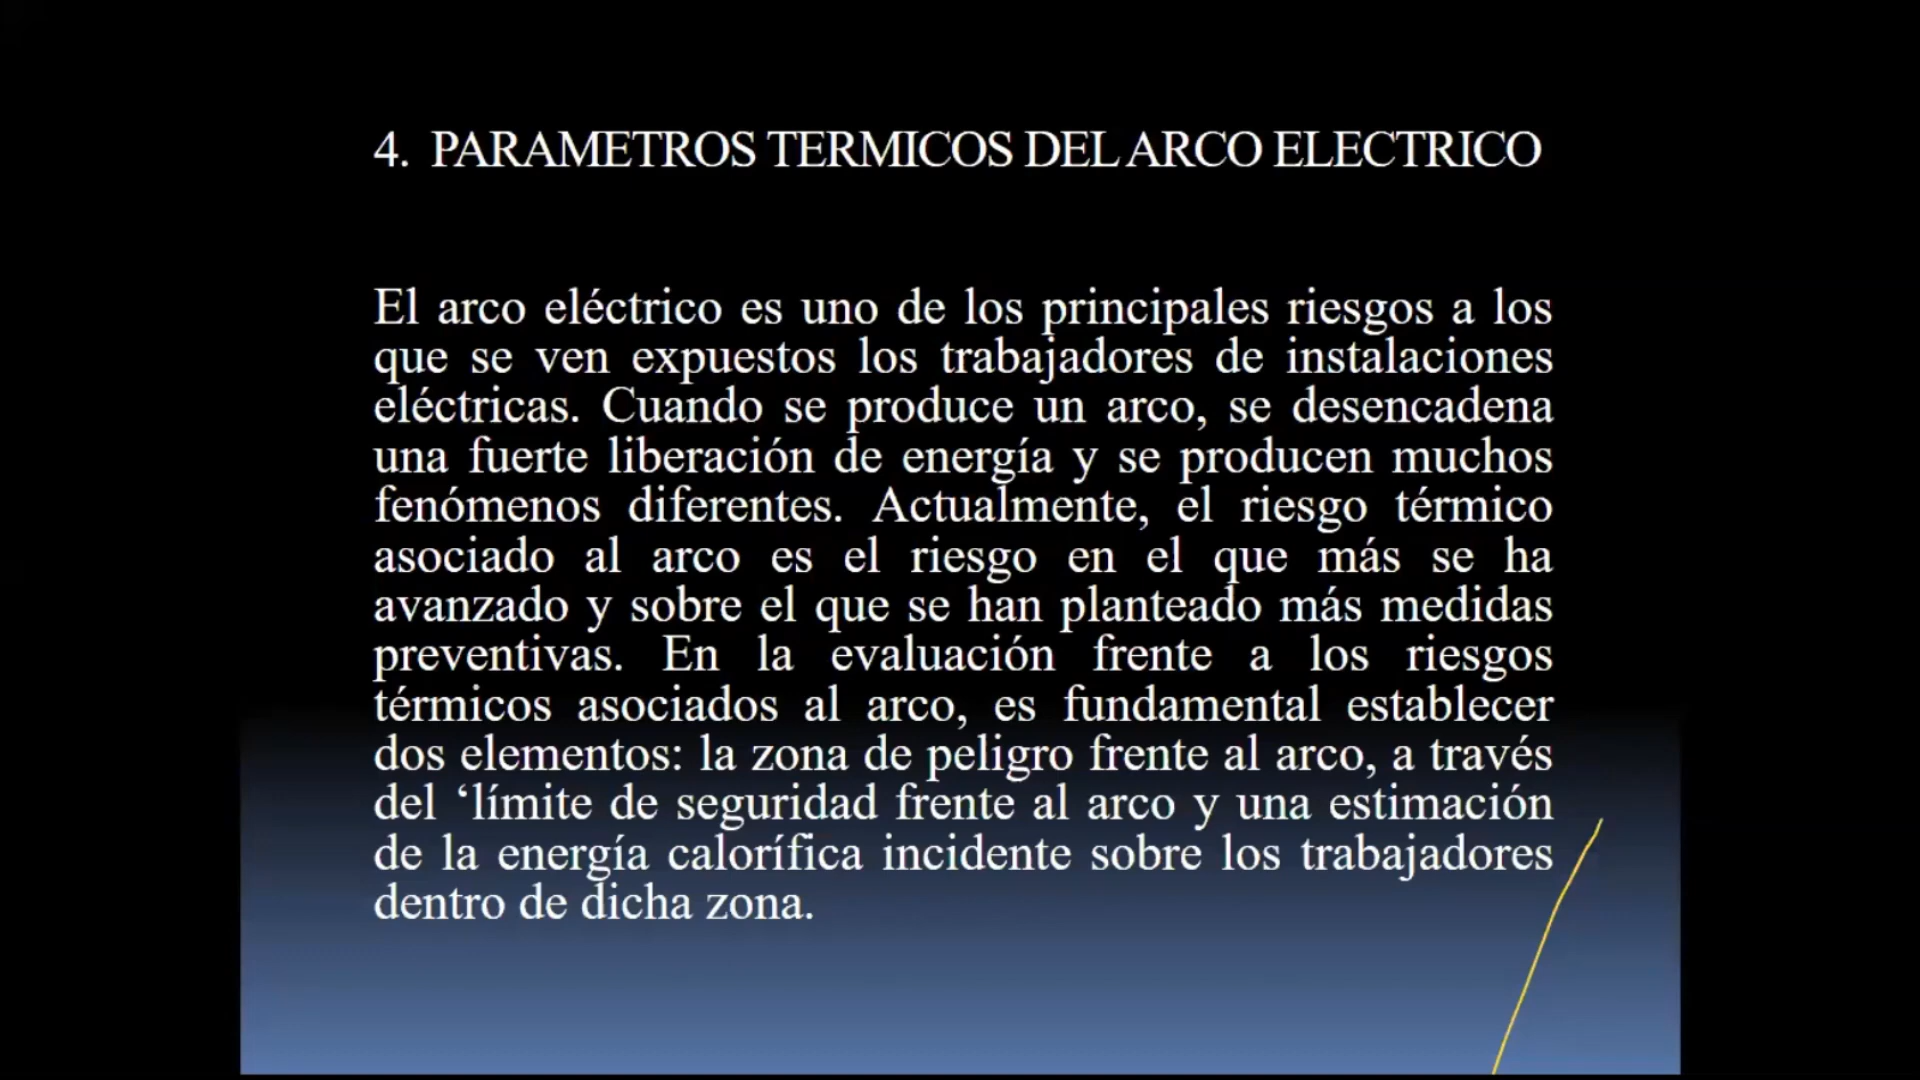 4. PARAMETROS TERMICOS DEL ARCO ELECTRICO
El arco eléctrico es uno de los principales riesgos a los
que se ven expuestos los trabajadores de instalaciones
eléctricas. Cuando se produce un arco, se desencadena
una fuerte liberación de energía y se producen muchos
fenómenos diferentes. Actualmente, el riesgo térmico
asociado al arco es el riesgo en el que más se ha
avanzado y sobre el que se han planteado más medidas
preventivas. En la evaluación frente a los riesgos
térmicos asociados al arco, es fundamental establecer
dos elementos: la zona de peligro frente al arco, a través
del ‘límite de seguridad frente al arco y una estimación
de la energía calorífica incidente sobre los trabajadores
dentro de dicha zona.